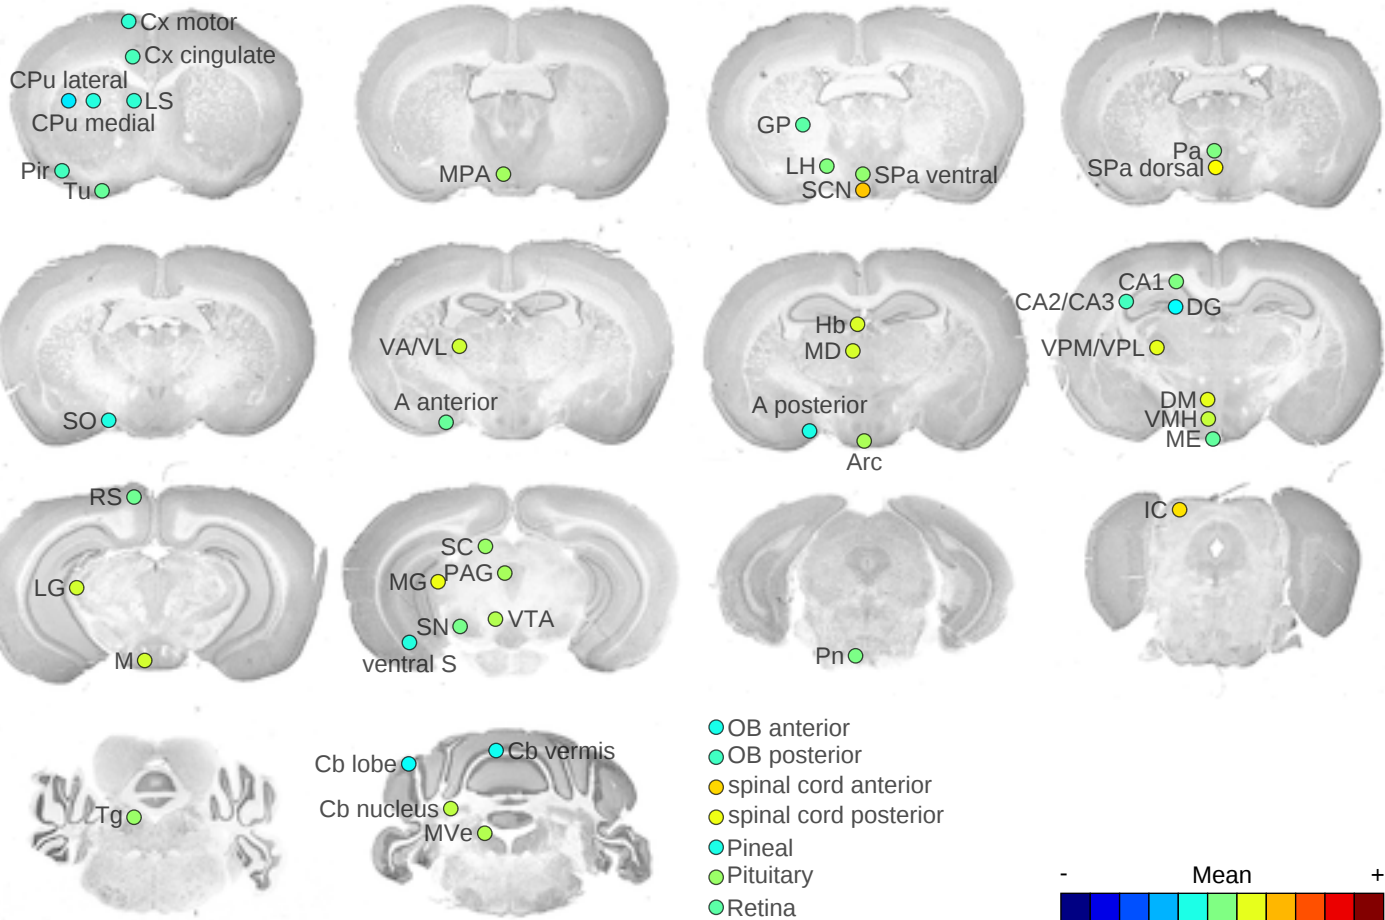 Cx motor
Cx cingulate
CPu lateral
LS
CPu medial
Pir
Tu
MPA
GP
LH
SPa ventral
SCN
Pa
SPa dorsal
SO
VA/VL
A anterior
Hb
MD
A posterior
Arc
CA1
CA2/CA3
DG
VPM/VPL
DM
VMH
ME
RS
LG
M
SC
PAG
MG
VTA
SN
ventral S
Pn
IC
Tg
Cb vermis
Cb lobe
Cb nucleus
MVe
OB anterior
OB posterior
spinal cord anterior
spinal cord posterior
Pineal
Pituitary
Retina
- Mean +